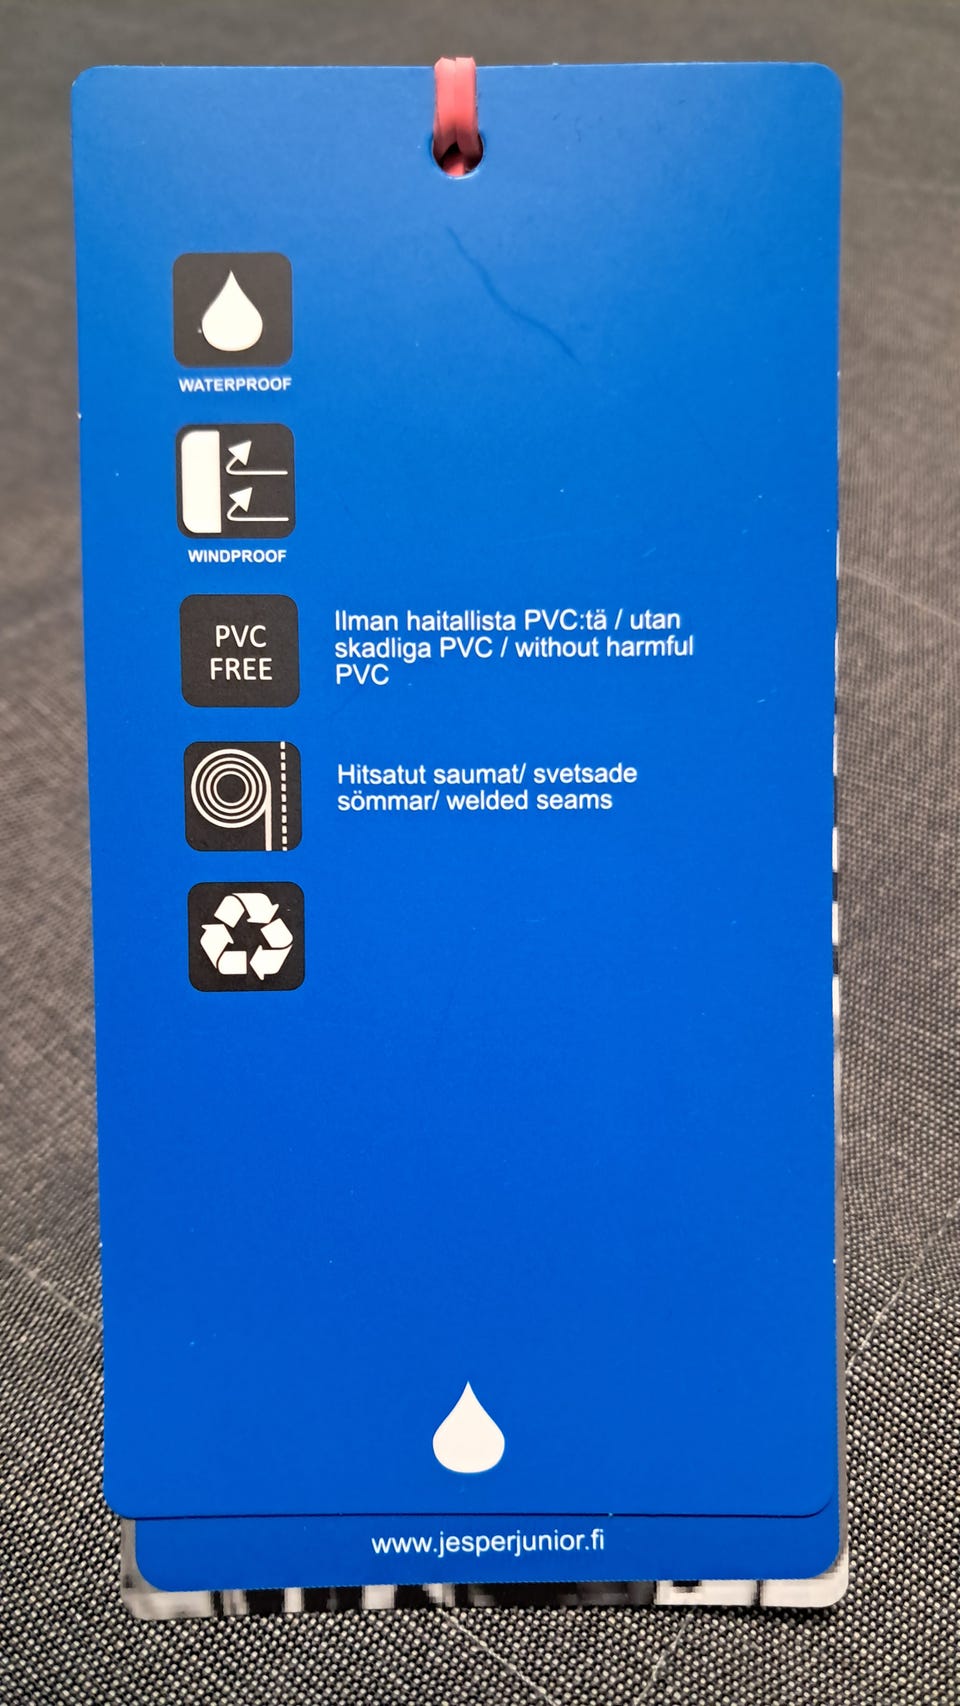 WATERPROOF
WINDPROOF
PVC
FREE
Ilman haitallista PVC:tä / utan
skadliga PVC / without harmful
PVC
Hitsatut saumat/ svetsade
sömmar/ welded seams
www.jesperjunior.fi